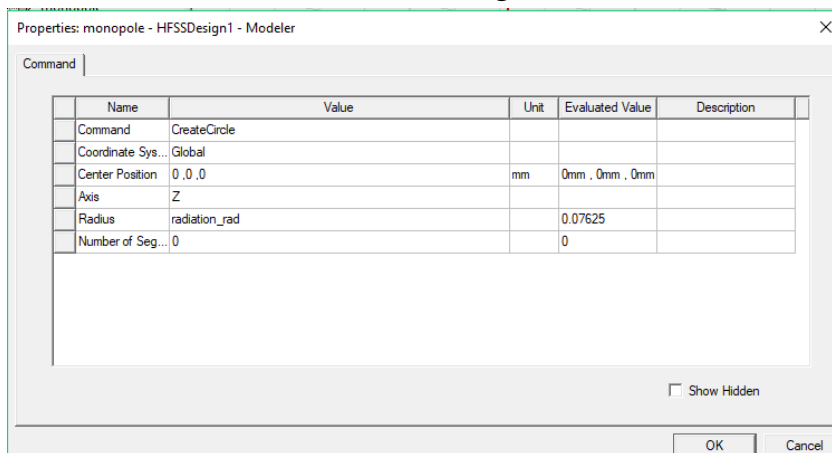 Properties: monopole - HFSSDesign1 - Modeler
Command
Name Value Unit Evaluated Value Description
Command CreateCircle
Coordinate Sys... Global
Center Position 0 ,0 ,0 mm 0mm , 0mm , 0mm
Axis Z
Radius radiation_rad 0.07625
Number of Seg... 0 0
Show Hidden
OK Cancel